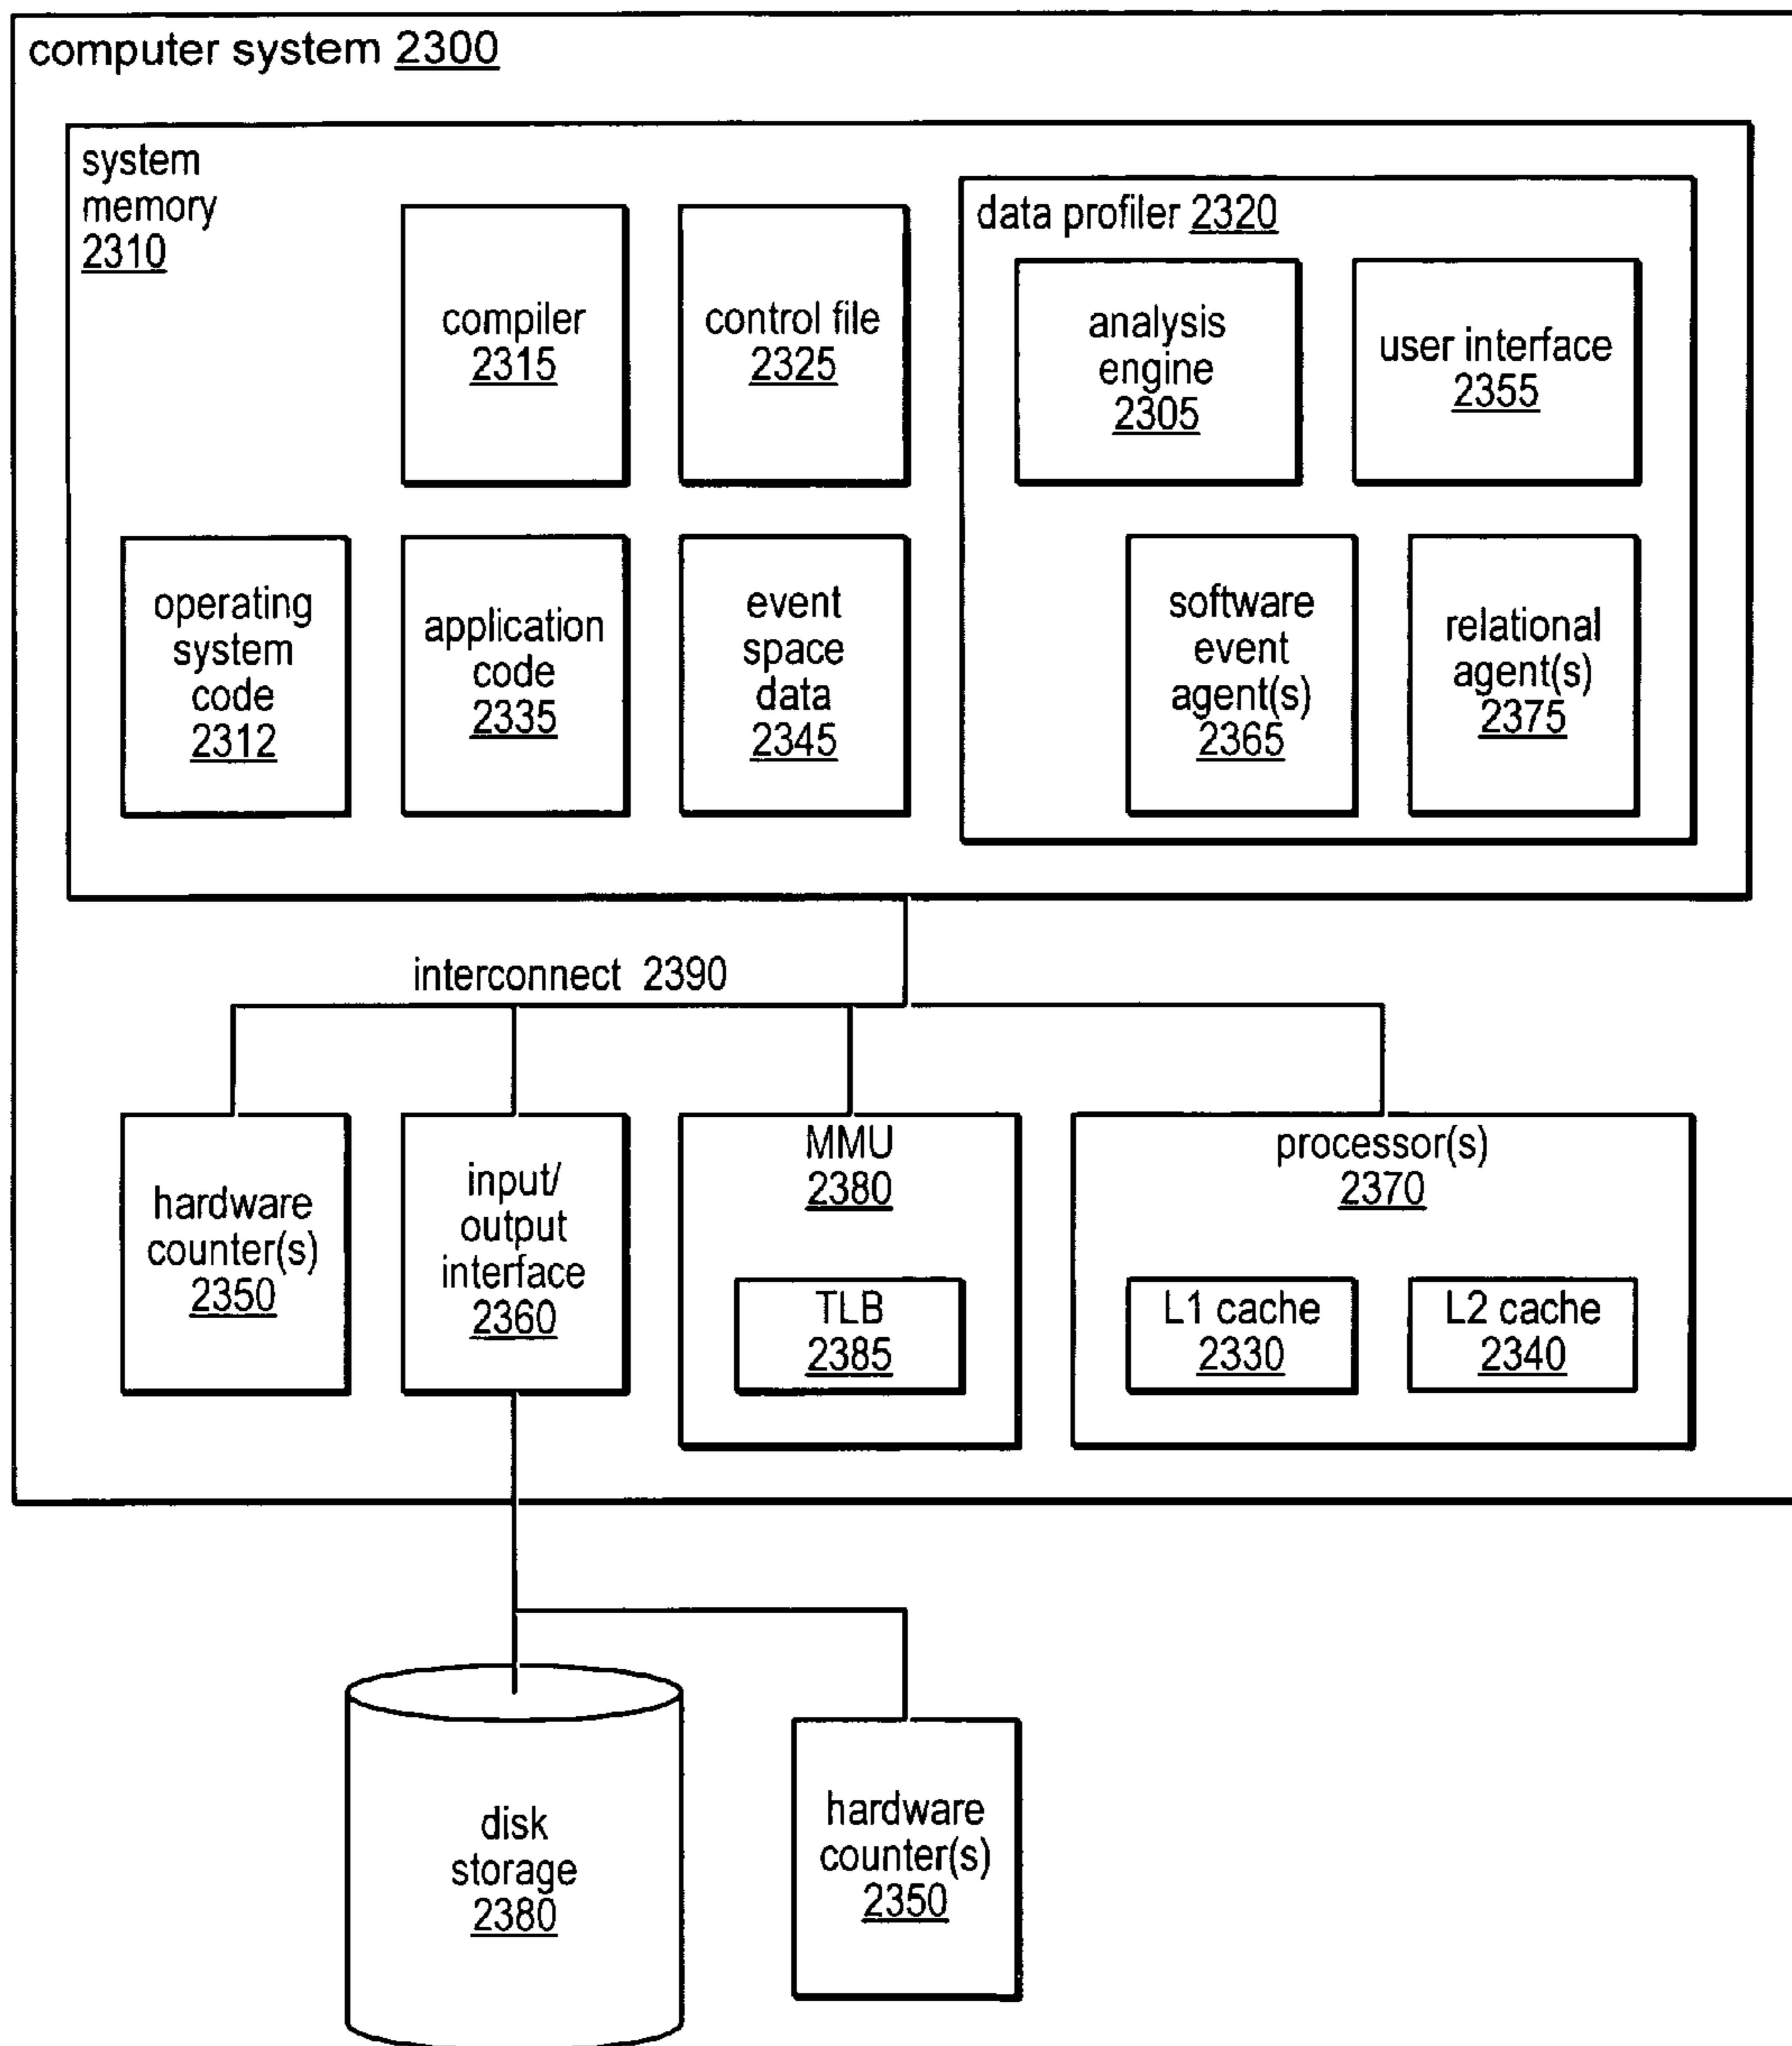 computer system 2300
system
memory
2310
compiler
2315
control file
2325
data profiler 2320
analysis
engine
2305
user interface
2355
operating
system
code
2312
application
code
2335
event
space
data
2345
software
event
agent(s)
2365
relational
agent(s)
2375
interconnect 2390
hardware
counter(s)
2350
input/
output
interface
2360
MMU
2380
TLB
2385
processor(s)
2370
L1 cache
2330
L2 cache
2340
disk
storage
2380
hardware
counter(s)
2350